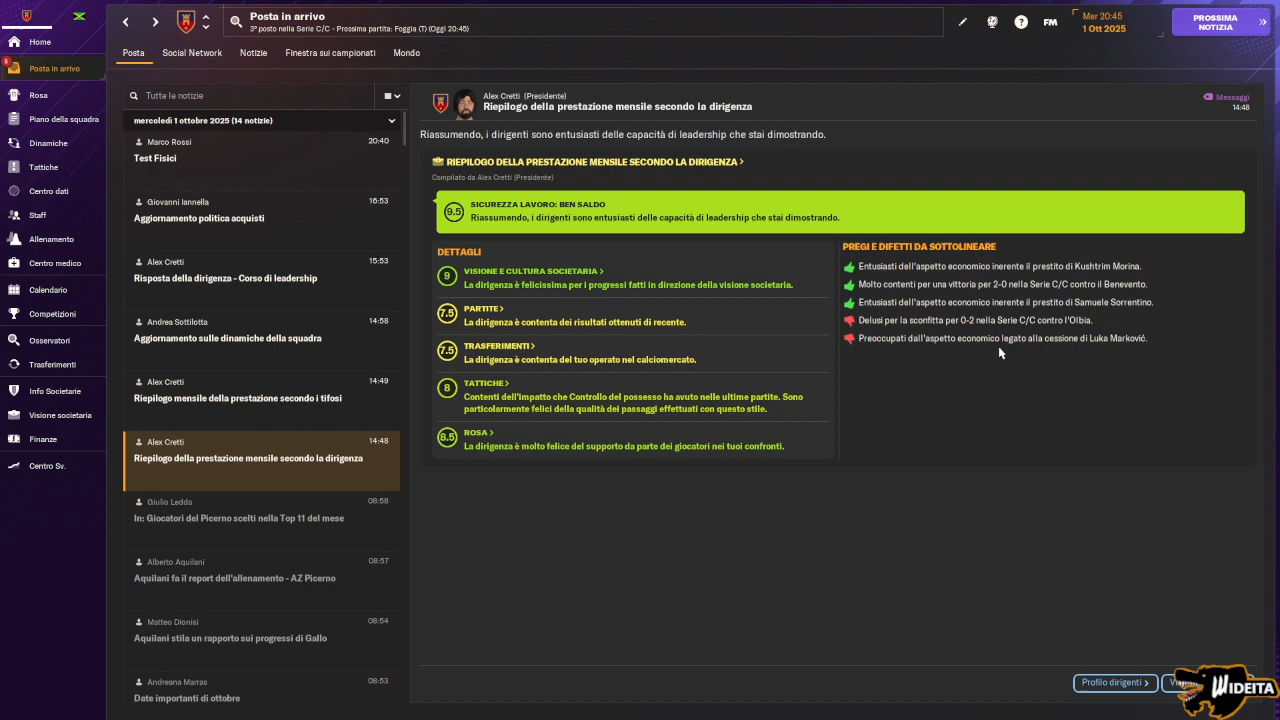 Posta in arrivo
3° posto nella Serie C/C - Prossima partita: Foggia (T) (Oggi 20:45)
FM
Mer 20:45
1 Ott 2025
PROSSIMA
NOTIZIA
Posta
Social Network
Notizie
Finestra sui campionati
Mondo
Home
Posta in arrivo
Rosa
Piano della squadra
Dinamiche
Tattiche
Centro dati
Staff
Allenamento
Centro medico
Calendario
Competizioni
Osservatori
Trasferimenti
Info Societarie
Visione societaria
Finanze
Centro Sv.
Tutte le notizie
mercoledì 1 ottobre 2025 (14 notizie)
Marco Rossi 20:40
Test Fisici
Giovanni Iannella 16:53
Aggiornamento politica acquisti
Alex Cretti 15:53
Risposta della dirigenza - Corso di leadership
Andrea Sottilotta 14:58
Aggiornamento sulle dinamiche della squadra
Alex Cretti 14:49
Riepilogo mensile della prestazione secondo i tifosi
Alex Cretti 14:48
Riepilogo della prestazione mensile secondo la dirigenza
Giulio Ledda 08:58
In: Giocatori del Picerno scelti nella Top 11 del mese
Alberto Aquilani 08:57
Aquilani fa il report dell'allenamento - AZ Picerno
Matteo Dionisi 08:54
Aquilani stila un rapporto sui progressi di Gallo
Andreana Marras 08:53
Date importanti di ottobre
Alex Cretti (Presidente)
Riepilogo della prestazione mensile secondo la dirigenza
Messaggi
14:48
Riassumendo, i dirigenti sono entusiasti delle capacità di leadership che stai dimostrando.
RIEPILOGO DELLA PRESTAZIONE MENSILE SECONDO LA DIRIGENZA
Compilato da Alex Cretti (Presidente)
9.5
SICUREZZA LAVORO: BEN SALDO
Riassumendo, i dirigenti sono entusiasti delle capacità di leadership che stai dimostrando.
DETTAGLI
9
VISIONE E CULTURA SOCIETARIA
La dirigenza è felicissima per i progressi fatti in direzione della visione societaria.
7.5
PARTITE
La dirigenza è contenta dei risultati ottenuti di recente.
7.5
TRASFERIMENTI
La dirigenza è contenta del tuo operato nel calciomercato.
8
TATTICHE
Contenti dell'impatto che Controllo del possesso ha avuto nelle ultime partite. Sono
particolarmente felici della qualità dei passaggi effettuati con questo stile.
8.5
ROSA
La dirigenza è molto felice del supporto da parte dei giocatori nei tuoi confronti.
PREGI E DIFETTI DA SOTTOLINEARE
Entusiasti dell'aspetto economico inerente il prestito di Kushtrim Morina.
Molto contenti per una vittoria per 2-0 nella Serie C/C contro il Benevento.
Entusiasti dell'aspetto economico inerente il prestito di Samuele Sorrentino.
Delusi per la sconfitta per 0-2 nella Serie C/C contro l'Olbia.
Preoccupati dall'aspetto economico legato alla cessione di Luka Marković.
Profilo dirigenti
WIDEITA